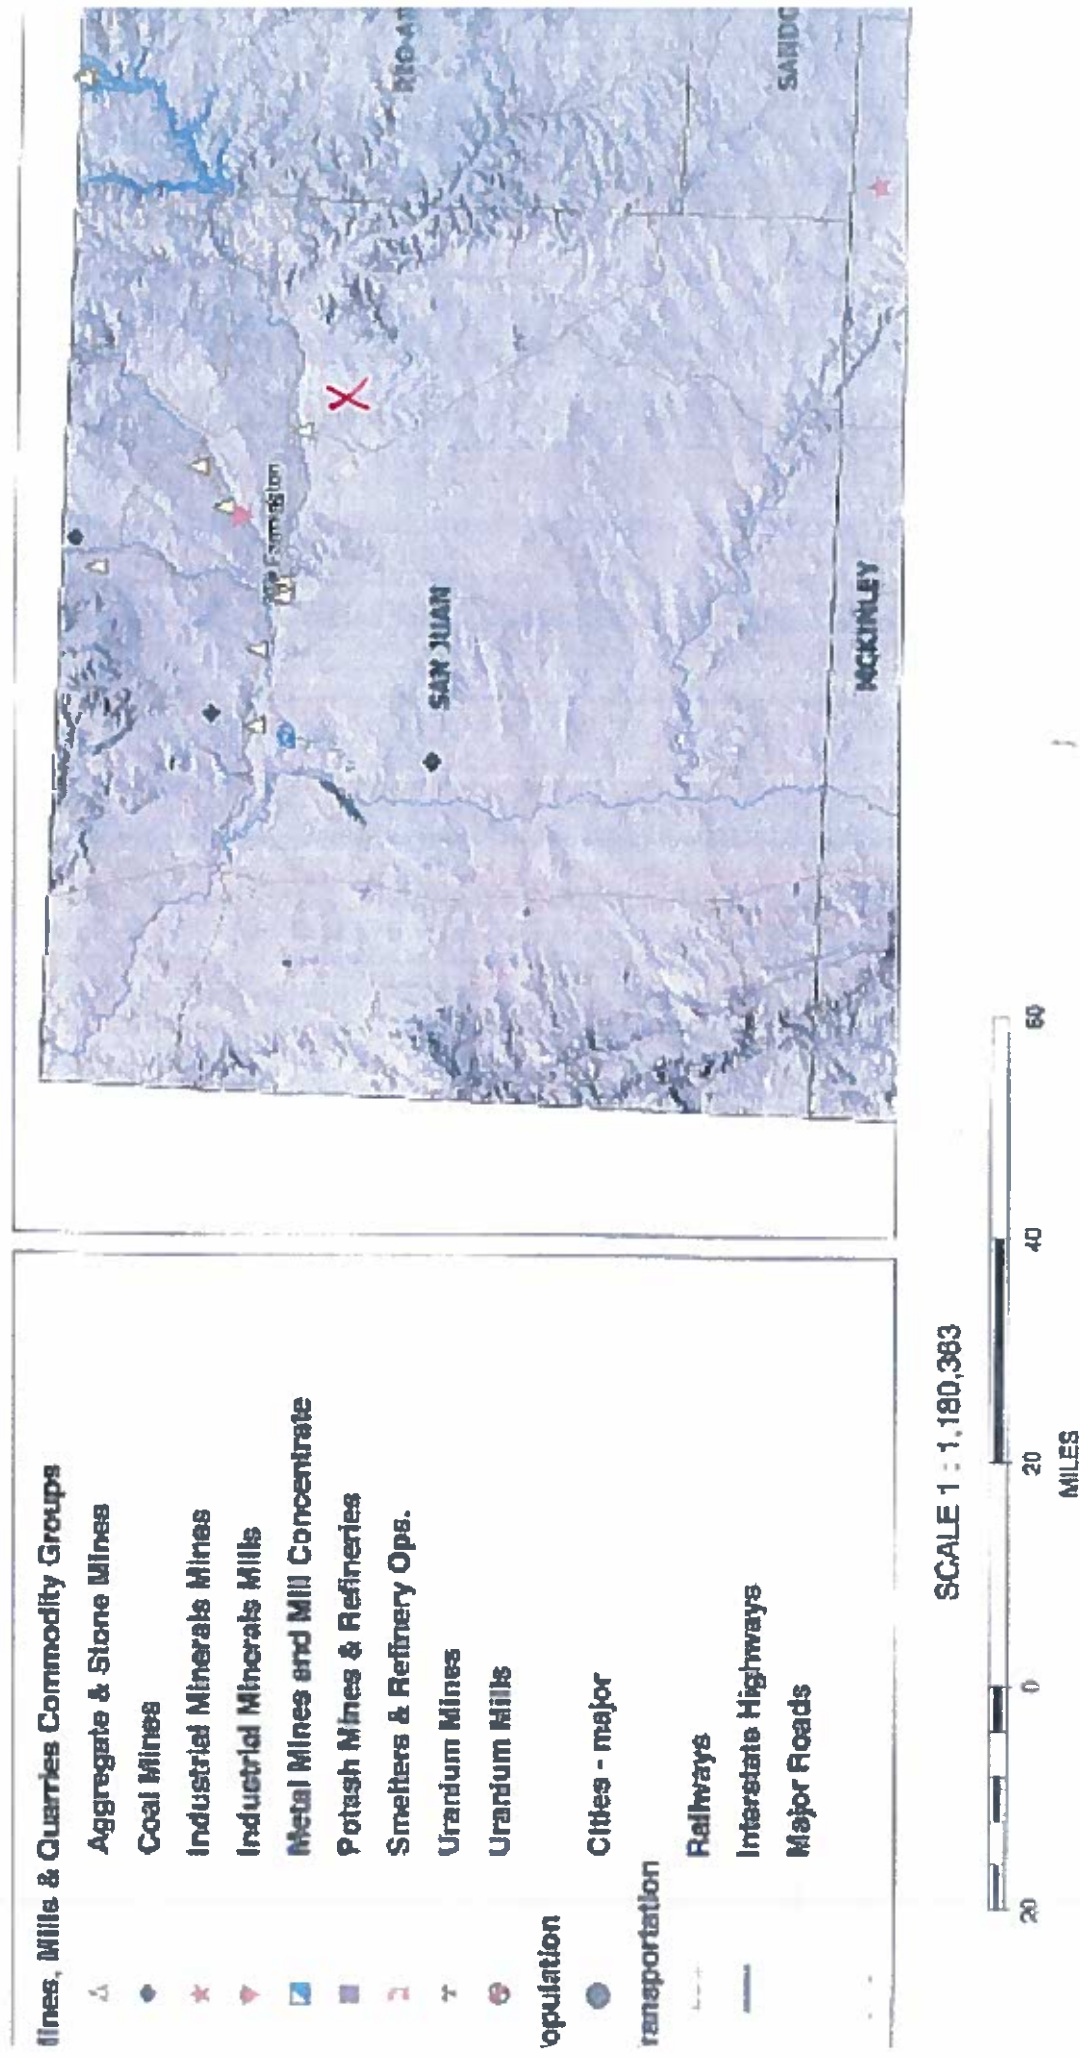 lines, Mills & Quarries Commodity Groups
Aggregate & Stone Mines
Coal Mines
Industrial Minerals Mines
Industrial Minerals Mills
Metal Mines and Mill Concentrate
Potash Mines & Refineries
Smelters & Refinery Ops.
Uranium Mines
Uranium Mills
opulation
Cities - major
ransportation
Railways
Interstate Highways
Major Roads
Farmington
RIO AR
SAN JUAN
SANDO
MCKINLEY
X
SCALE 1 : 1,180,383
20 0 20 40 60
MILES